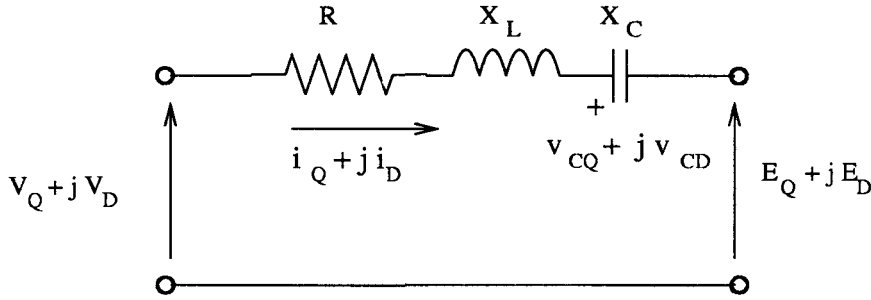 R X_L X_C
+
i_Q + j i_D
v_CQ + j v_CD
V_Q + j V_D
E_Q + j E_D